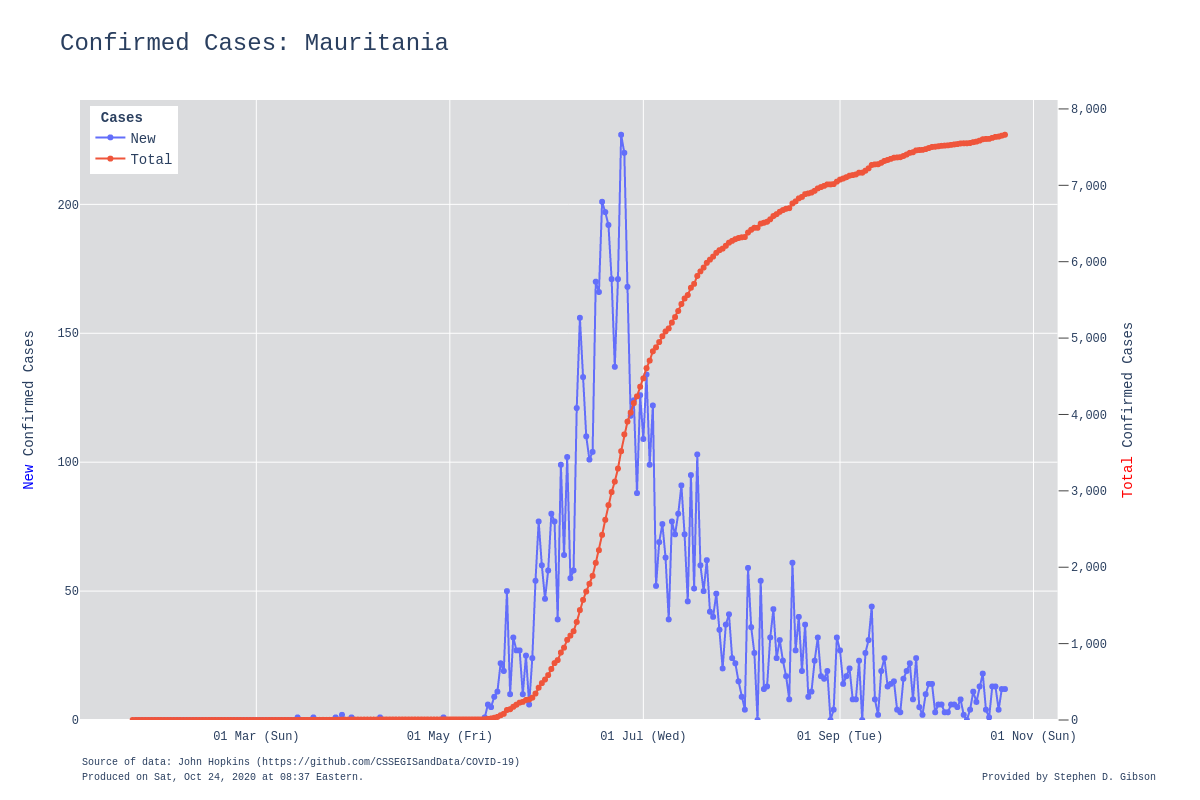 Confirmed Cases: Mauritania
Cases
New
Total
200
150
100
50
0
8,000
7,000
6,000
5,000
4,000
3,000
2,000
1,000
0
New Confirmed Cases
Total Confirmed Cases
01 Mar (Sun)
01 May (Fri)
01 Jul (Wed)
01 Sep (Tue)
01 Nov (Sun)
Source of data: John Hopkins (https://github.com/CSSEGISandData/COVID-19)
Produced on Sat, Oct 24, 2020 at 08:37 Eastern.
Provided by Stephen D. Gibson